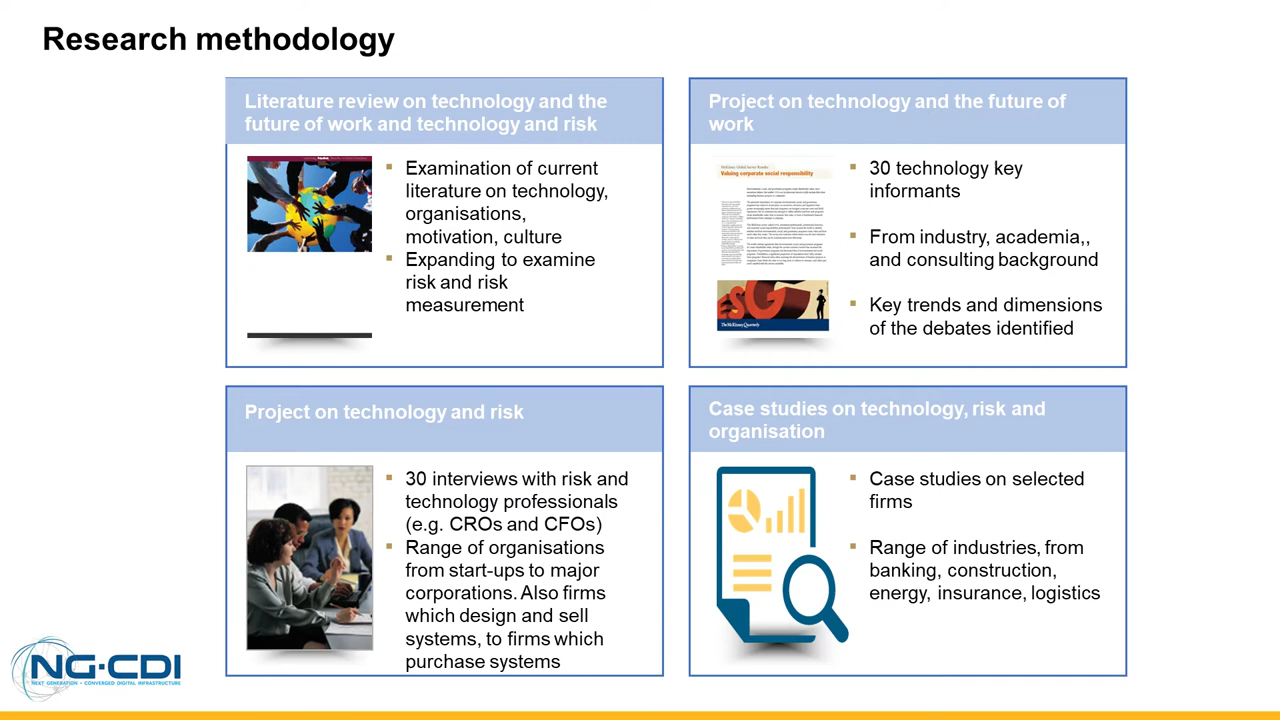 Research methodology
Literature review on technology and the
future of work and technology and risk
Examination of current
literature on technology,
organisations,
motivation, culture
Expanding to examine
risk and risk
measurement
Project on technology and the future of
work
McKinsey Global Survey Results:
Valuing corporate social responsibility
SG
The McKinsey Quarterly
30 technology key
informants
From industry, academia,,
and consulting background
Key trends and dimensions
of the debates identified
Project on technology and risk
30 interviews with risk and
technology professionals
(e.g. CROs and CFOs)
Range of organisations
from start-ups to major
corporations. Also firms
which design and sell
systems, to firms which
purchase systems
Case studies on technology, risk and
organisation
Case studies on selected
firms
Range of industries, from
banking, construction,
energy, insurance, logistics
NG·CDI
NEXT GENERATION · CONVERGED DIGITAL INFRASTRUCTURE